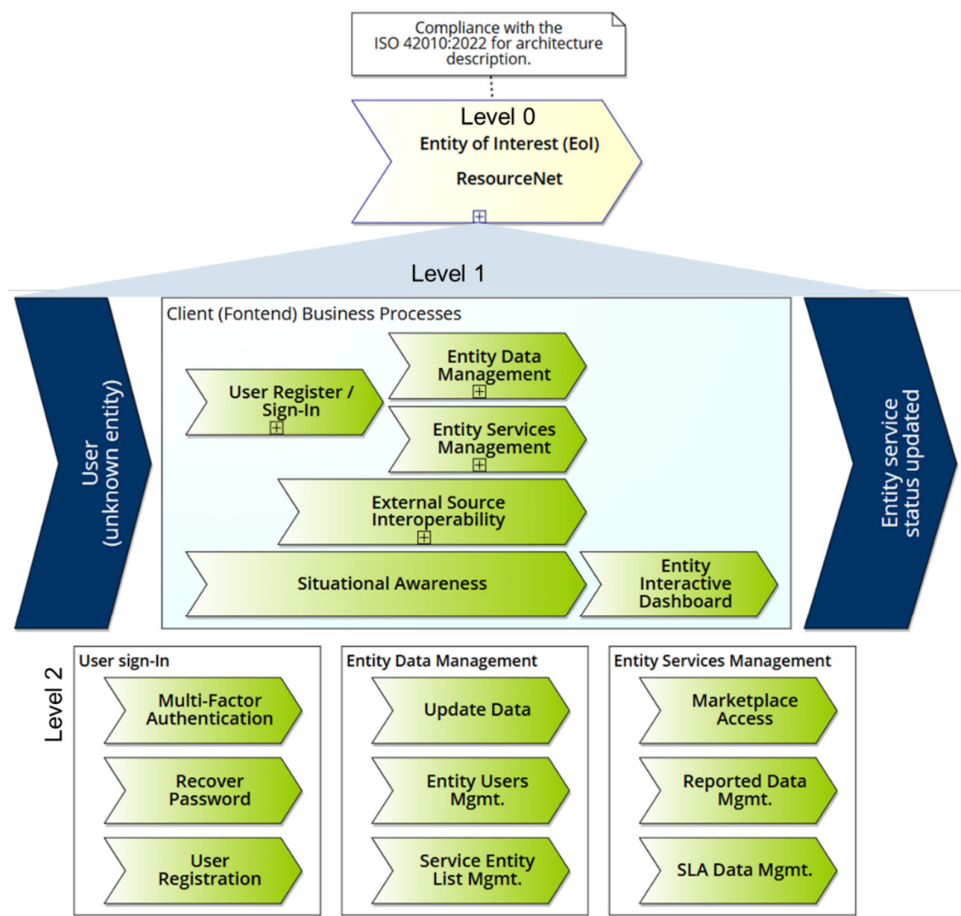 Compliance with the
ISO 42010:2022 for architecture
description.
Level 0
Entity of Interest (EoI)
ResourceNet
Level 1
User
(unknown entity)
Client (Fontend) Business Processes
User Register /
Sign-In
Entity Data
Management
Entity Services
Management
External Source
Interoperability
Situational Awareness
Entity
Interactive
Dashboard
Entity service
status updated
Level 2
User sign-In
Multi-Factor
Authentication
Recover
Password
User
Registration
Entity Data Management
Update Data
Entity Users
Mgmt.
Service Entity
List Mgmt.
Entity Services Management
Marketplace
Access
Reported Data
Mgmt.
SLA Data Mgmt.